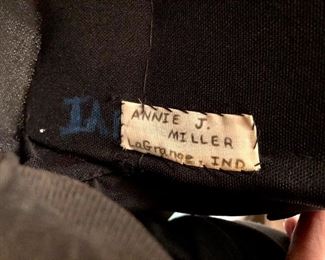 ANNIE J.
MILLER
LaGrange, IND